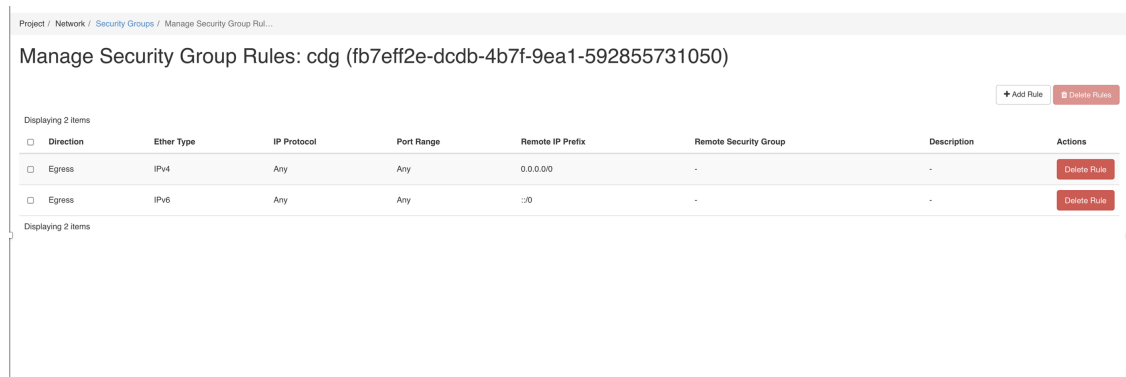 Project / Network / Security Groups / Manage Security Group Rul...
Manage Security Group Rules: cdg (fb7eff2e-dcdb-4b7f-9ea1-592855731050)
+ Add Rule Delete Rules
Displaying 2 items
Direction Ether Type IP Protocol Port Range Remote IP Prefix Remote Security Group Description Actions
Egress IPv4 Any Any 0.0.0.0/0 - - Delete Rule
Egress IPv6 Any Any ::/0 - - Delete Rule
Displaying 2 items